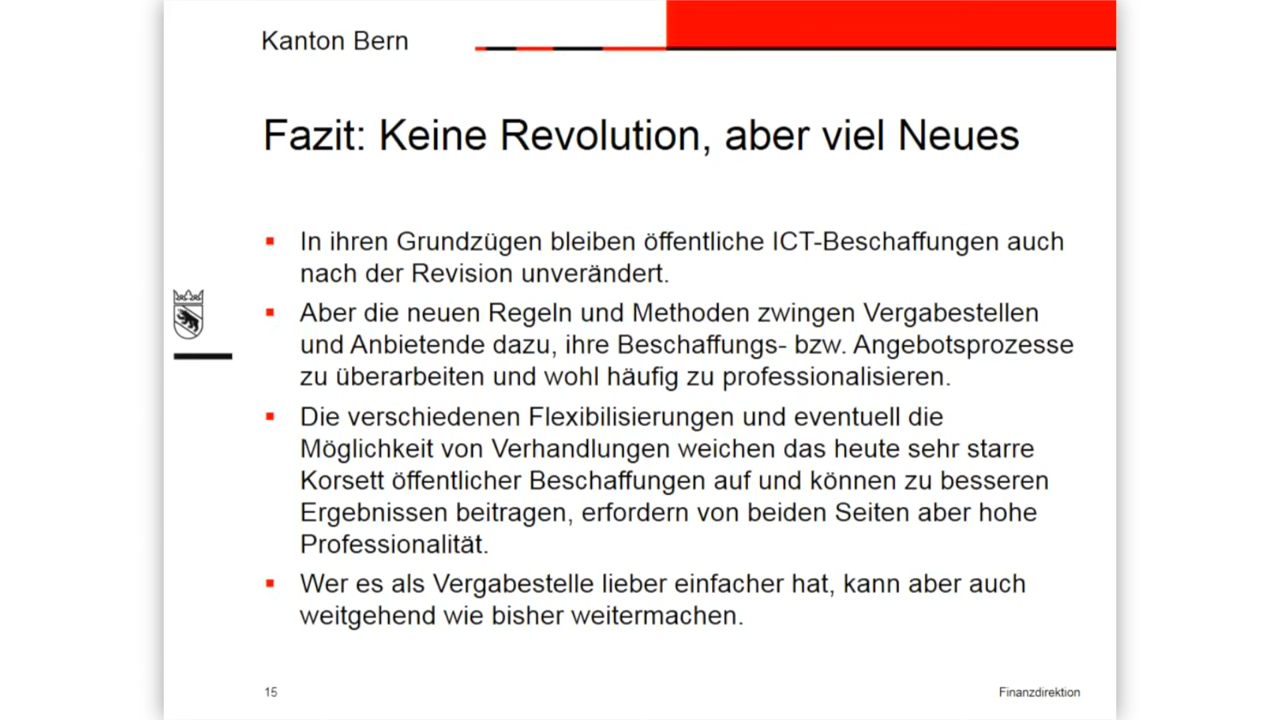 Kanton Bern
Fazit: Keine Revolution, aber viel Neues
In ihren Grundzügen bleiben öffentliche ICT-Beschaffungen auch
nach der Revision unverändert.
Aber die neuen Regeln und Methoden zwingen Vergabestellen
und Anbietende dazu, ihre Beschaffungs- bzw. Angebotsprozesse
zu überarbeiten und wohl häufig zu professionalisieren.
Die verschiedenen Flexibilisierungen und eventuell die
Möglichkeit von Verhandlungen weichen das heute sehr starre
Korsett öffentlicher Beschaffungen auf und können zu besseren
Ergebnissen beitragen, erfordern von beiden Seiten aber hohe
Professionalität.
Wer es als Vergabestelle lieber einfacher hat, kann aber auch
weitgehend wie bisher weitermachen.
15
Finanzdirektion